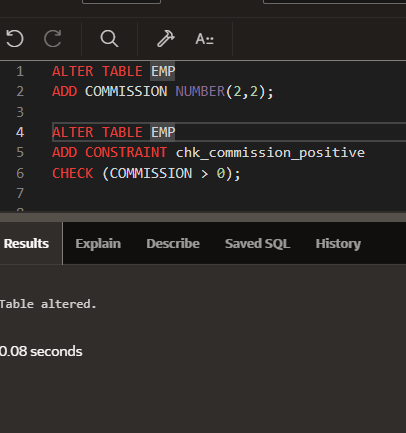 A
1 ALTER TABLE EMP
2 ADD COMMISSION NUMBER(2,2);
3
4 ALTER TABLE EMP
5 ADD CONSTRAINT chk_commission_positive
6 CHECK (COMMISSION > 0);
7
Results Explain Describe Saved SQL History
Table altered.
0.08 seconds